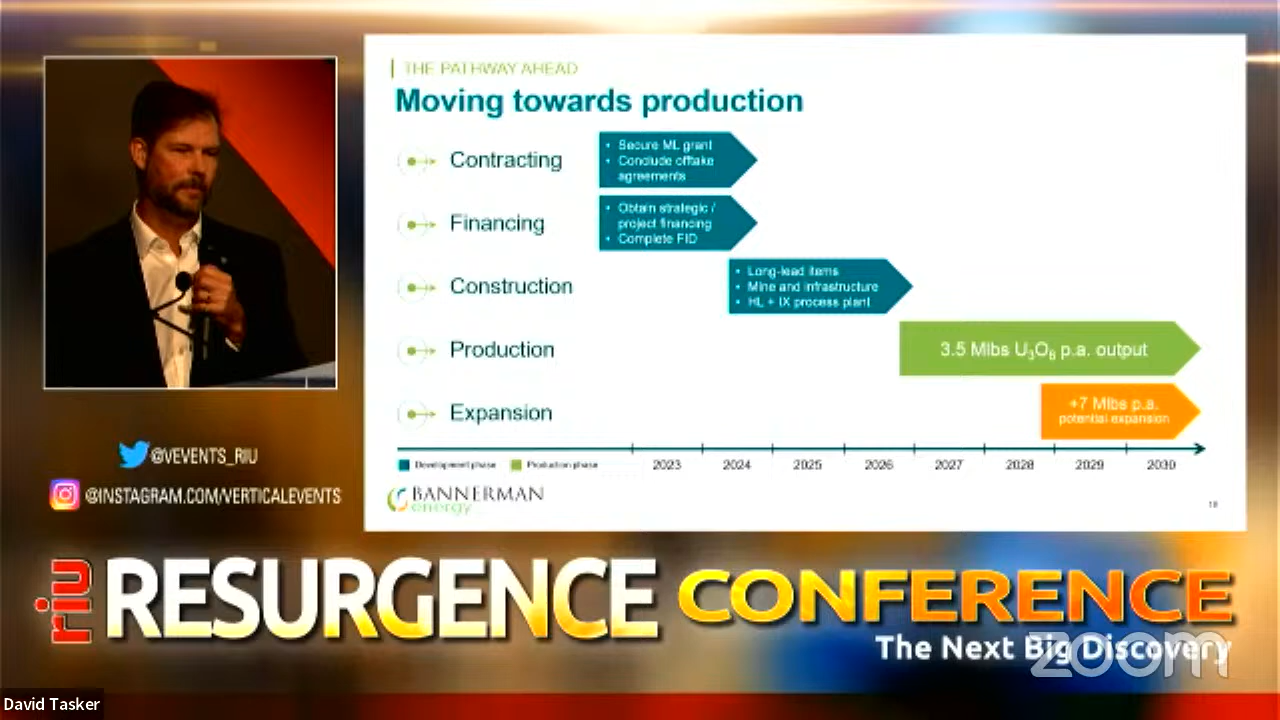 THE PATHWAY AHEAD
Moving towards production
Contracting
• Secure ML grant
• Conclude offtake
agreements
Financing
• Obtain strategic /
project financing
• Complete FID
Construction
• Long-lead items
• Mine and infrastructure
• HL + IX process plant
Production
3.5 Mlbs U₃O₈ p.a. output
Expansion
+7 Mlbs p.a.
potential expansion
Development phase Production phase
2023 2024 2025 2026 2027 2028 2029 2030
BANNERMAN
energy
@VEVENTS_RIU
@INSTAGRAM.COM/VERTICALEVENTS
riu RESURGENCE CONFERENCE
The Next Big Discovery
zoom
David Tasker